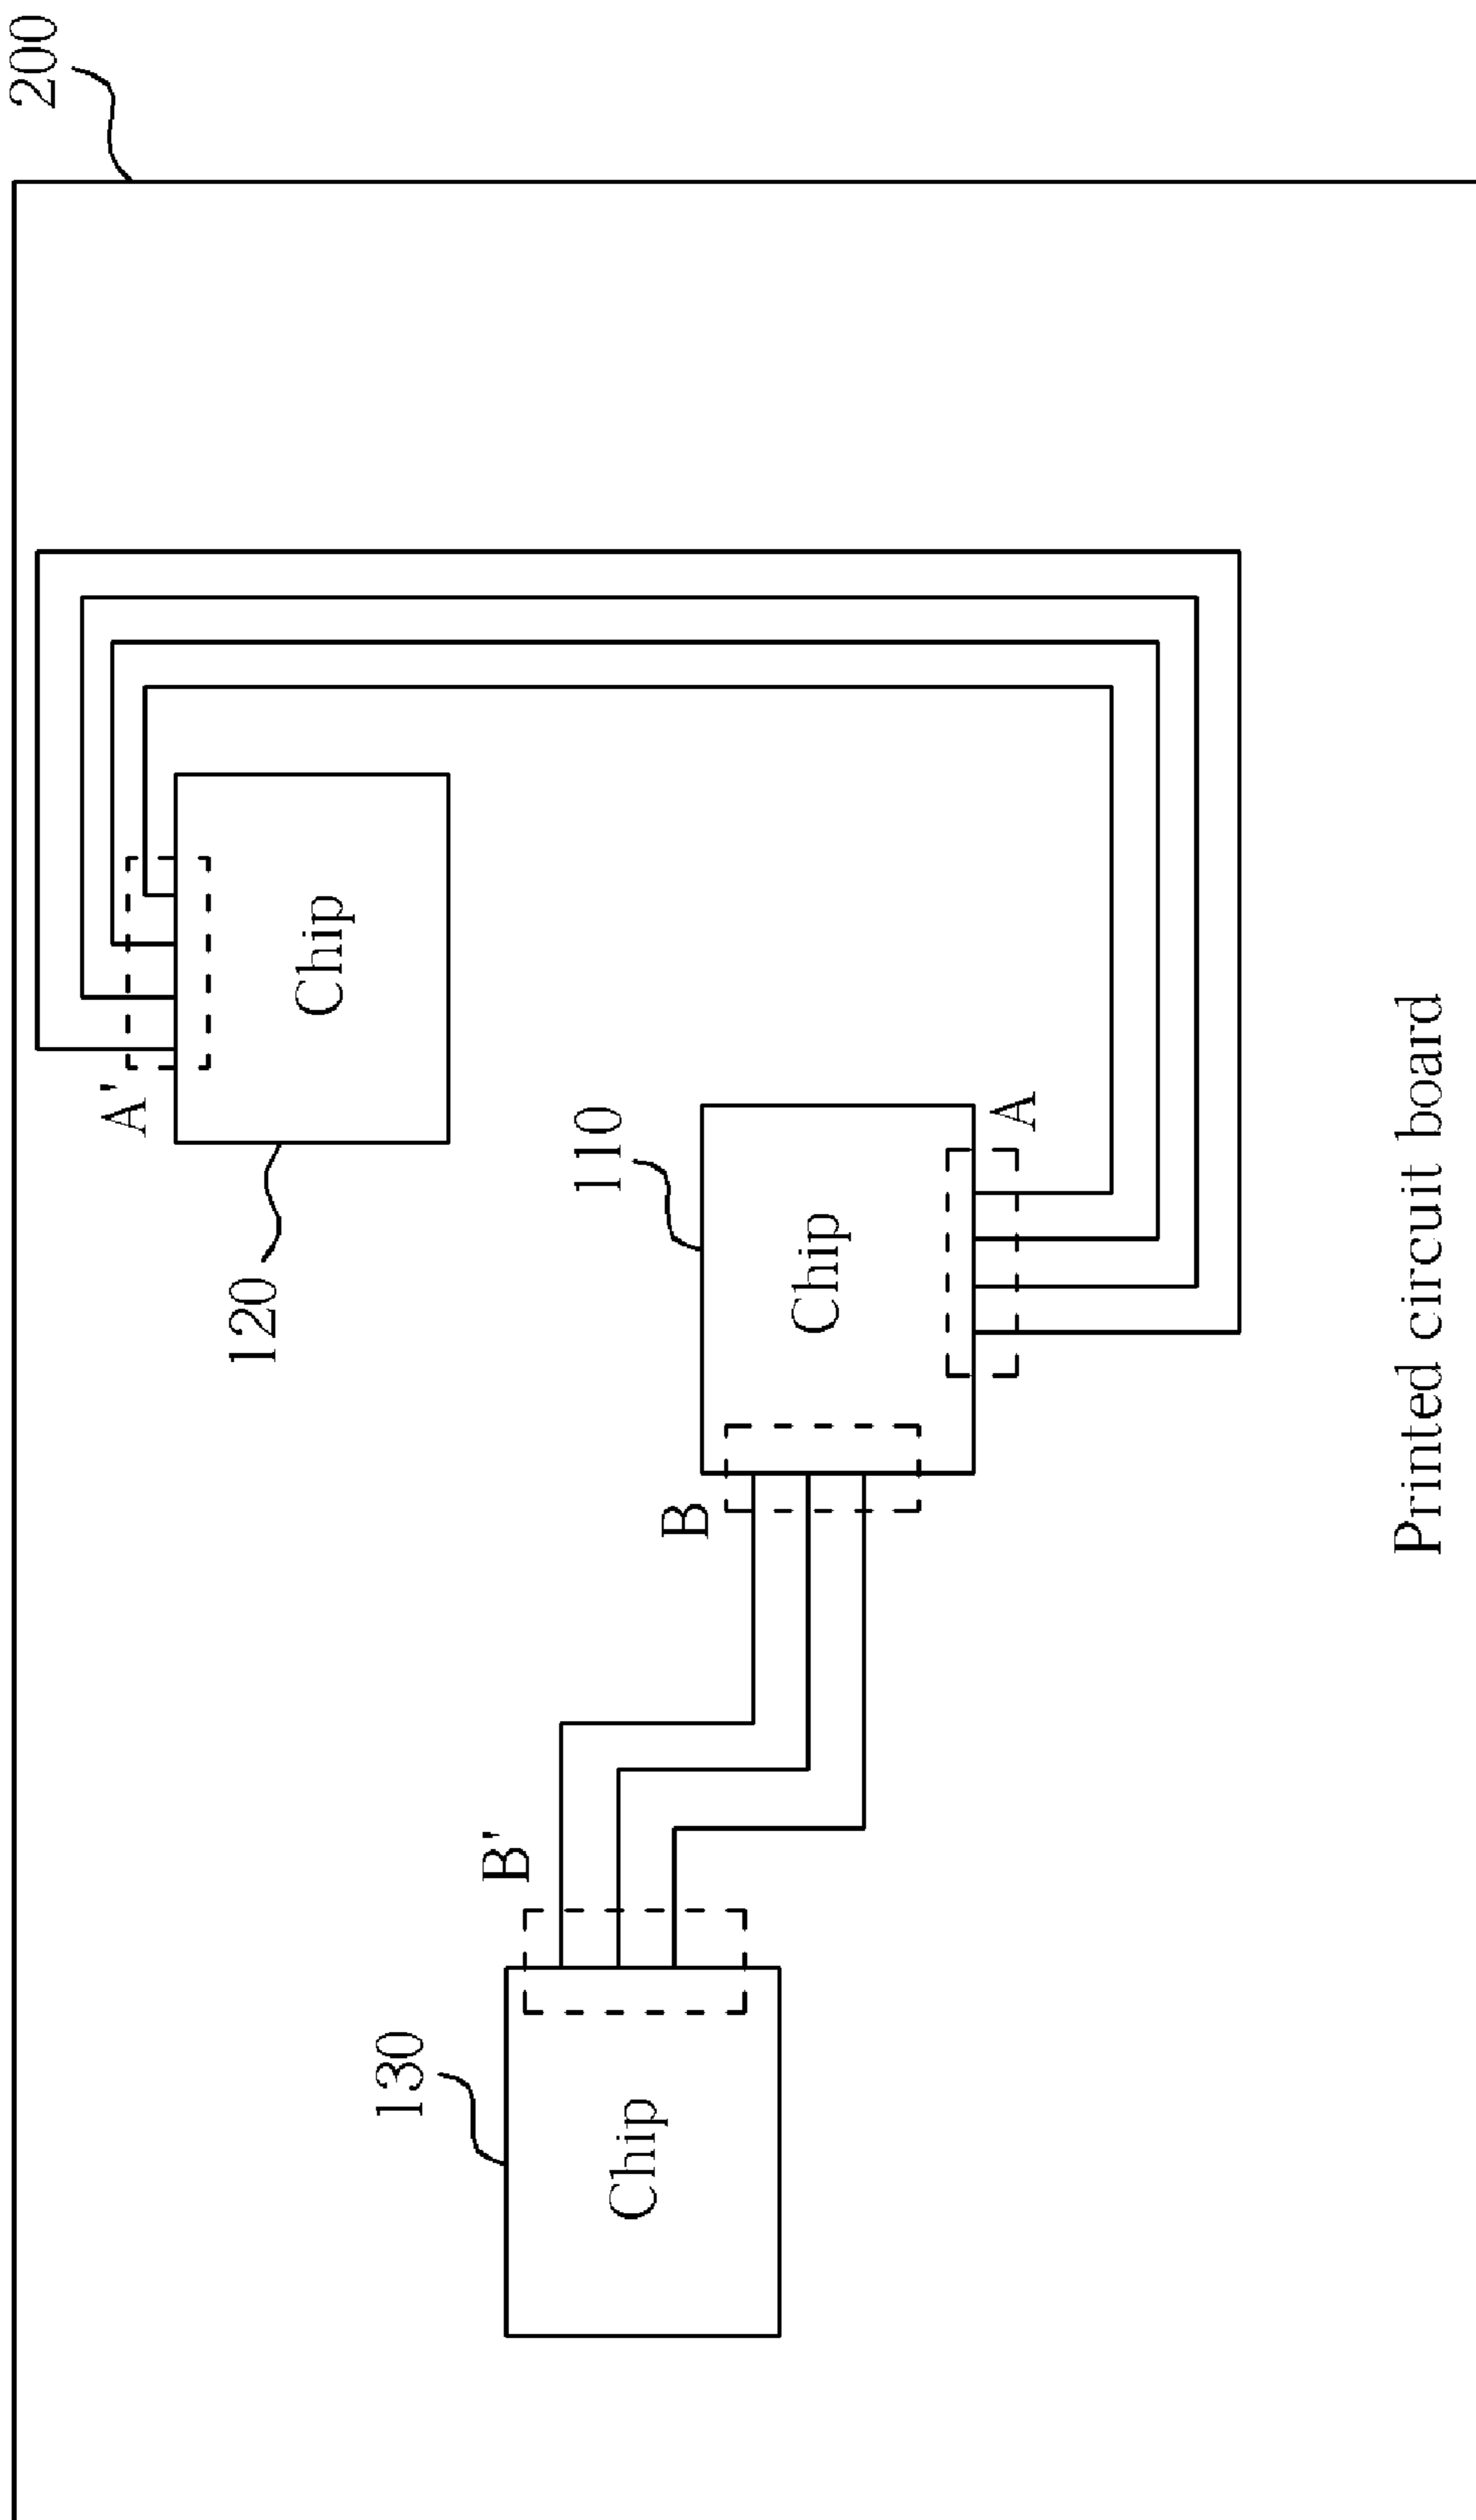 200
A'
Chip
120
110
A
Chip
B
B'
130
Chip
Printed circuit board